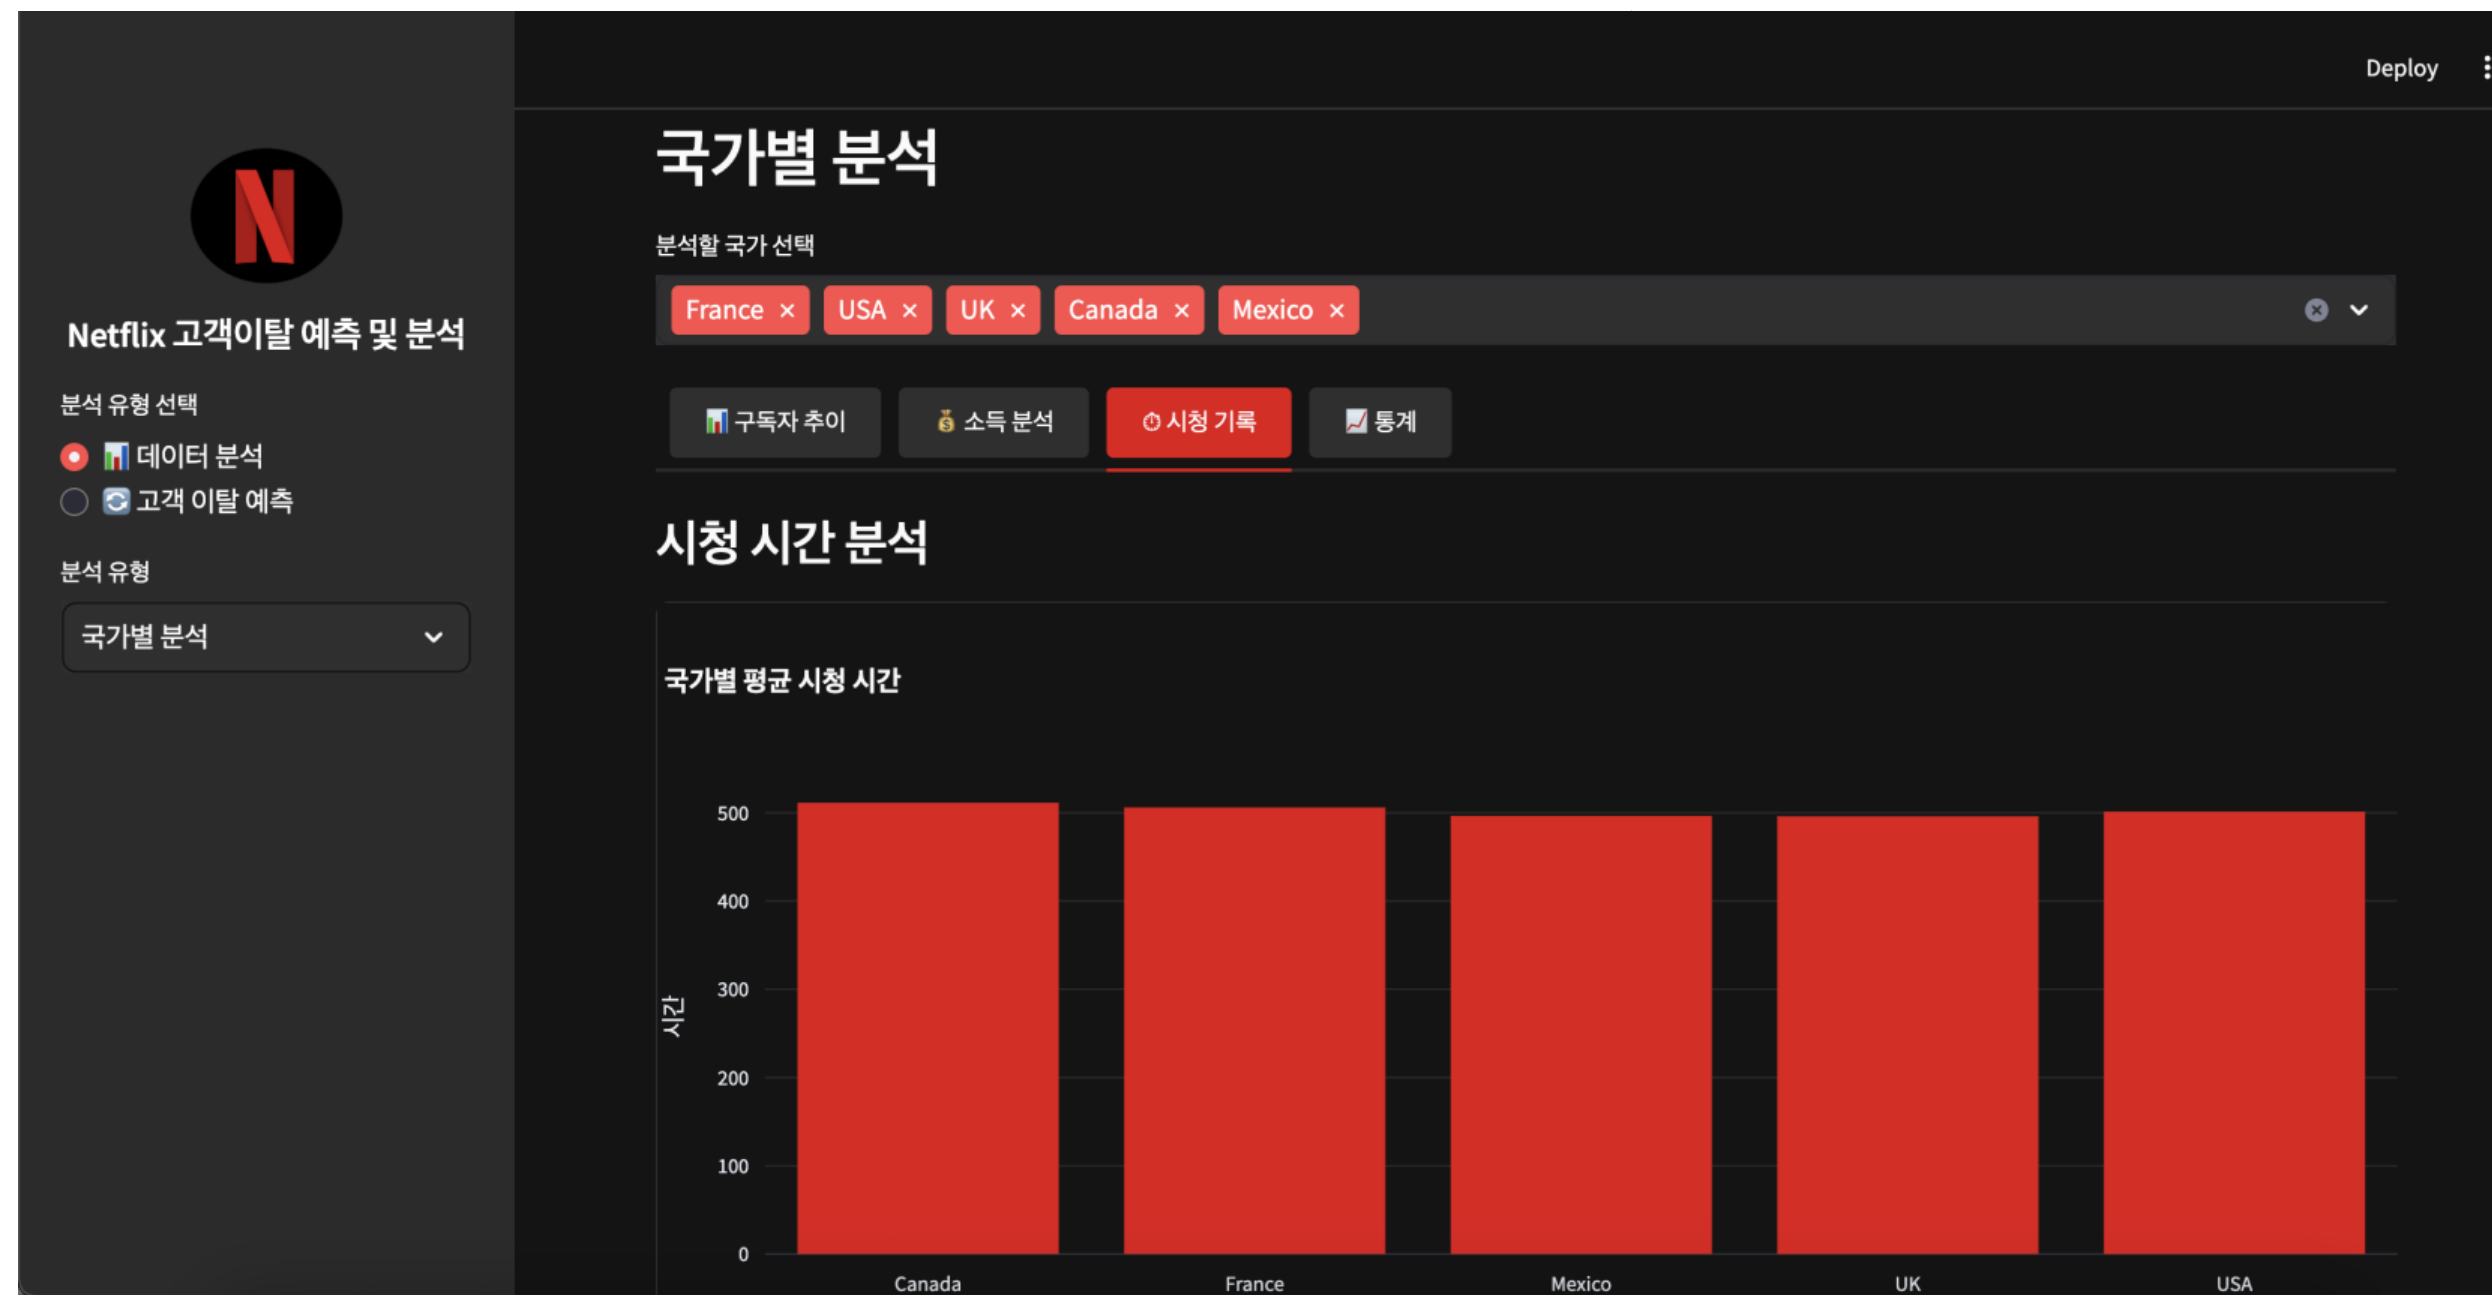 Deploy
N
Netflix 고객이탈 예측 및 분석
분석 유형 선택
데이터 분석
고객 이탈 예측
분석 유형
국가별 분석
국가별 분석
분석할 국가 선택
France × USA × UK × Canada × Mexico ×
구독자 추이 소득 분석 시청 기록 통계
시청 시간 분석
국가별 평균 시청 시간
500
400
300
200
100
0
시간
Canada France Mexico UK USA